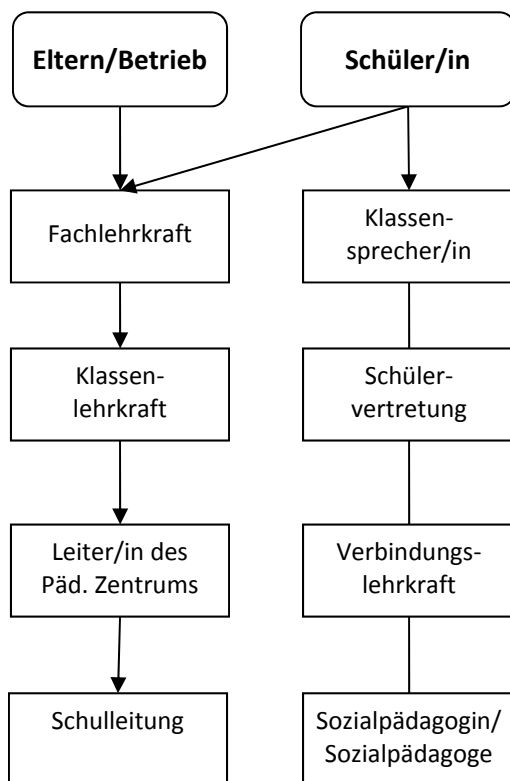 Eltern/Betrieb
Schüler/in
Fachlehrkraft
Klassen-
sprecher/in
Klassen-
lehrkraft
Schüler-
vertretung
Leiter/in des
Päd. Zentrums
Verbindungs-
lehrkraft
Schulleitung
Sozialpädagogin/
Sozialpädagoge